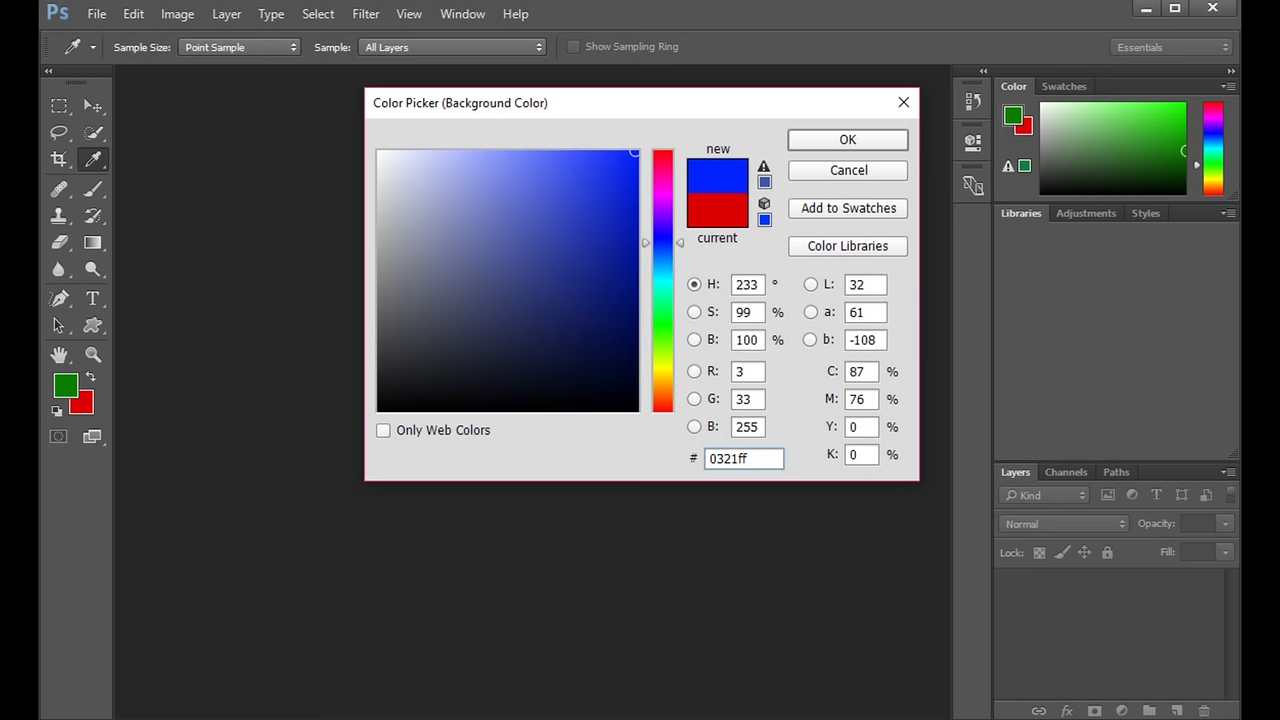 Ps File Edit Image Layer Type Select Filter View Window Help
Sample Size: Point Sample Sample: All Layers Show Sampling Ring Essentials
Color Swatches
Color Picker (Background Color)
new
current
OK
Cancel
Add to Swatches
Color Libraries
H: 233 ° L: 32
S: 99 % a: 61
B: 100 % b: -108
R: 3 C: 87 %
G: 33 M: 76 %
B: 255 Y: 0 %
# 0321ff K: 0 %
Only Web Colors
Libraries Adjustments Styles
Layers Channels Paths
Kind
Normal Opacity:
Lock: Fill: